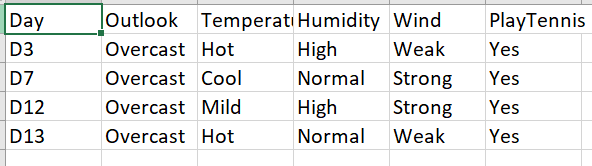 Day Outlook Temperat Humidity Wind PlayTennis
D3 Overcast Hot High Weak Yes
D7 Overcast Cool Normal Strong Yes
D12 Overcast Mild High Strong Yes
D13 Overcast Hot Normal Weak Yes